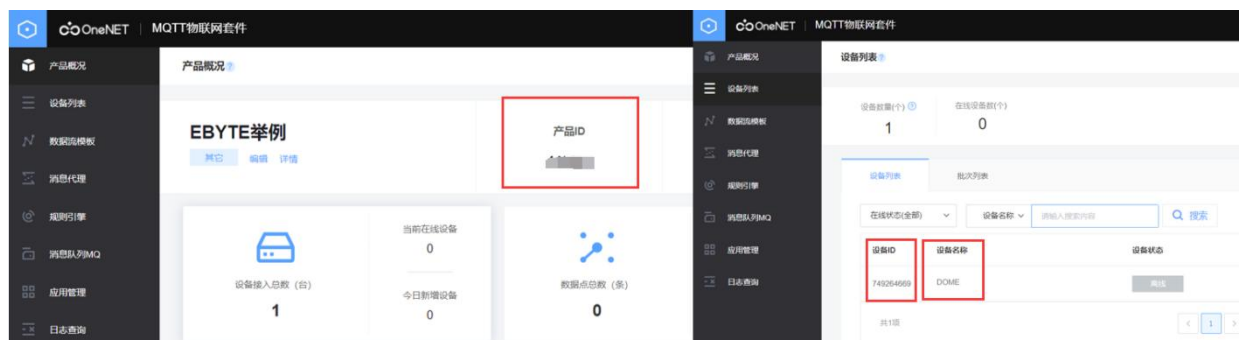 OneNET | MQTT物联网套件
产品概况
设备列表
数据流模板
消息代理
规则引擎
消息队列MQ
应用管理
日志查询
产品概况
EBYTE举例
其它 编辑 详情
产品ID
设备接入总数 (台)
1
当前在线设备
0
今日新增设备
0
数据点总数 (条)
0
OneNET | MQTT物联网套件
产品概况
设备列表
数据流模板
消息代理
规则引擎
消息队列MQ
应用管理
日志查询
设备列表
设备数量(个)
1
在线设备数(个)
0
设备列表 批次列表
在线状态(全部) 设备名称 请输入搜索内容 搜索
设备ID 设备名称 设备状态
749264669 DOME 离线
共1项 < 1 >